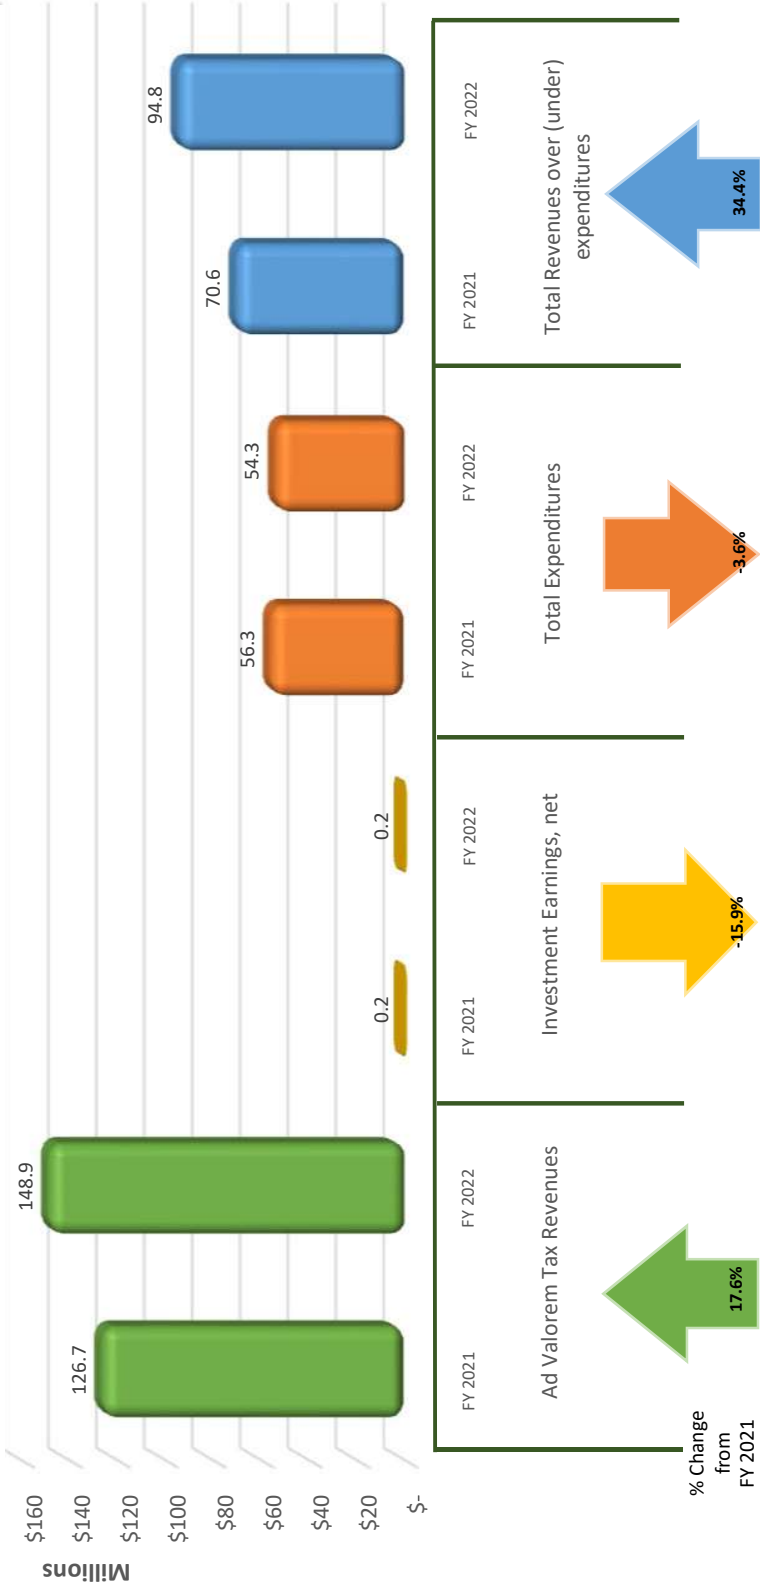 Millions
$160
$140
$120
$100
$80
$60
$40
$20
$-
126.7
148.9
0.2
0.2
56.3
54.3
70.6
94.8
FY 2021
FY 2022
FY 2021
FY 2022
FY 2021
FY 2022
FY 2021
FY 2022
Ad Valorem Tax Revenues
Investment Earnings, net
Total Expenditures
Total Revenues over (under)
expenditures
% Change
from
FY 2021
17.6%
-15.9%
-3.6%
34.4%